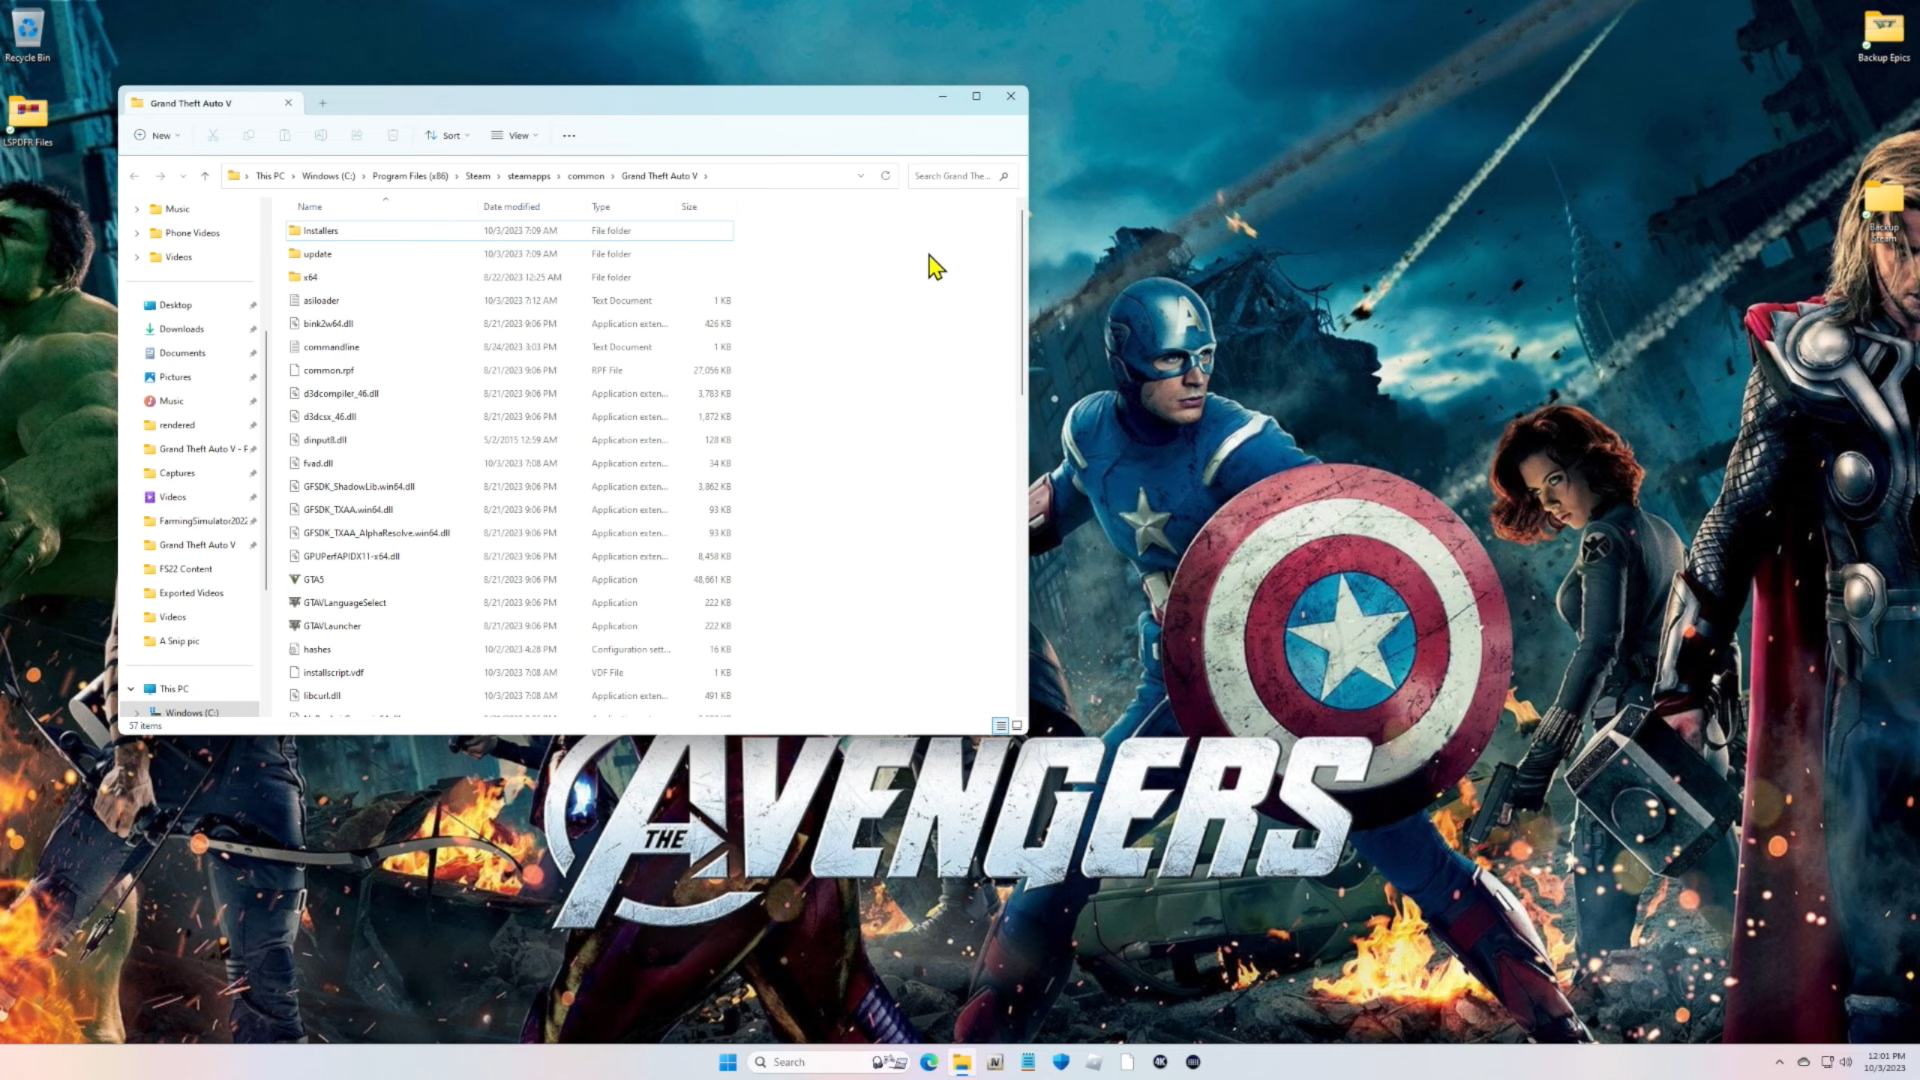 Recycle Bin
LSPDFR Files
Backup Epics
Backup
Steam
Grand Theft Auto V
New
Sort
View
This PC > Windows (C:) > Program Files (x86) > Steam > steamapps > common > Grand Theft Auto V >
Search Grand The...
Music
Phone Videos
Videos
Desktop
Downloads
Documents
Pictures
Music
rendered
Grand Theft Auto V - F
Captures
Videos
FarmingSimulator2022
Grand Theft Auto V
FS22 Content
Exported Videos
Videos
A Snip pic
This PC
Windows (C:)
Name Date modified Type Size
Installers 10/3/2023 7:09 AM File folder
update 10/3/2023 7:09 AM File folder
x64 8/22/2023 12:25 AM File folder
asiloader 10/3/2023 7:12 AM Text Document 1 KB
bink2w64.dll 8/21/2023 9:06 PM Application exten... 426 KB
commandline 8/24/2023 3:03 PM Text Document 1 KB
common.rpf 8/21/2023 9:06 PM RPF File 27,056 KB
d3dcompiler_46.dll 8/21/2023 9:06 PM Application exten... 3,783 KB
d3dcsx_46.dll 8/21/2023 9:06 PM Application exten... 1,872 KB
dinput8.dll 5/2/2015 12:59 AM Application exten... 128 KB
fvad.dll 10/3/2023 7:08 AM Application exten... 34 KB
GFSDK_ShadowLib.win64.dll 8/21/2023 9:06 PM Application exten... 3,862 KB
GFSDK_TXAA.win64.dll 8/21/2023 9:06 PM Application exten... 93 KB
GFSDK_TXAA_AlphaResolve.win64.dll 8/21/2023 9:06 PM Application exten... 93 KB
GPUPerfAPIDX11-x64.dll 8/21/2023 9:06 PM Application exten... 8,458 KB
GTA5 8/21/2023 9:06 PM Application 48,661 KB
GTAVLanguageSelect 8/21/2023 9:06 PM Application 222 KB
GTAVLauncher 8/21/2023 9:06 PM Application 222 KB
hashes 10/2/2023 4:28 PM Configuration sett... 16 KB
installscript.vdf 10/3/2023 7:08 AM VDF File 1 KB
libcurl.dll 10/3/2023 7:08 AM Application exten... 491 KB
57 items
THE AVENGERS
A
Search
IV
4K
12:01 PM
10/3/2023